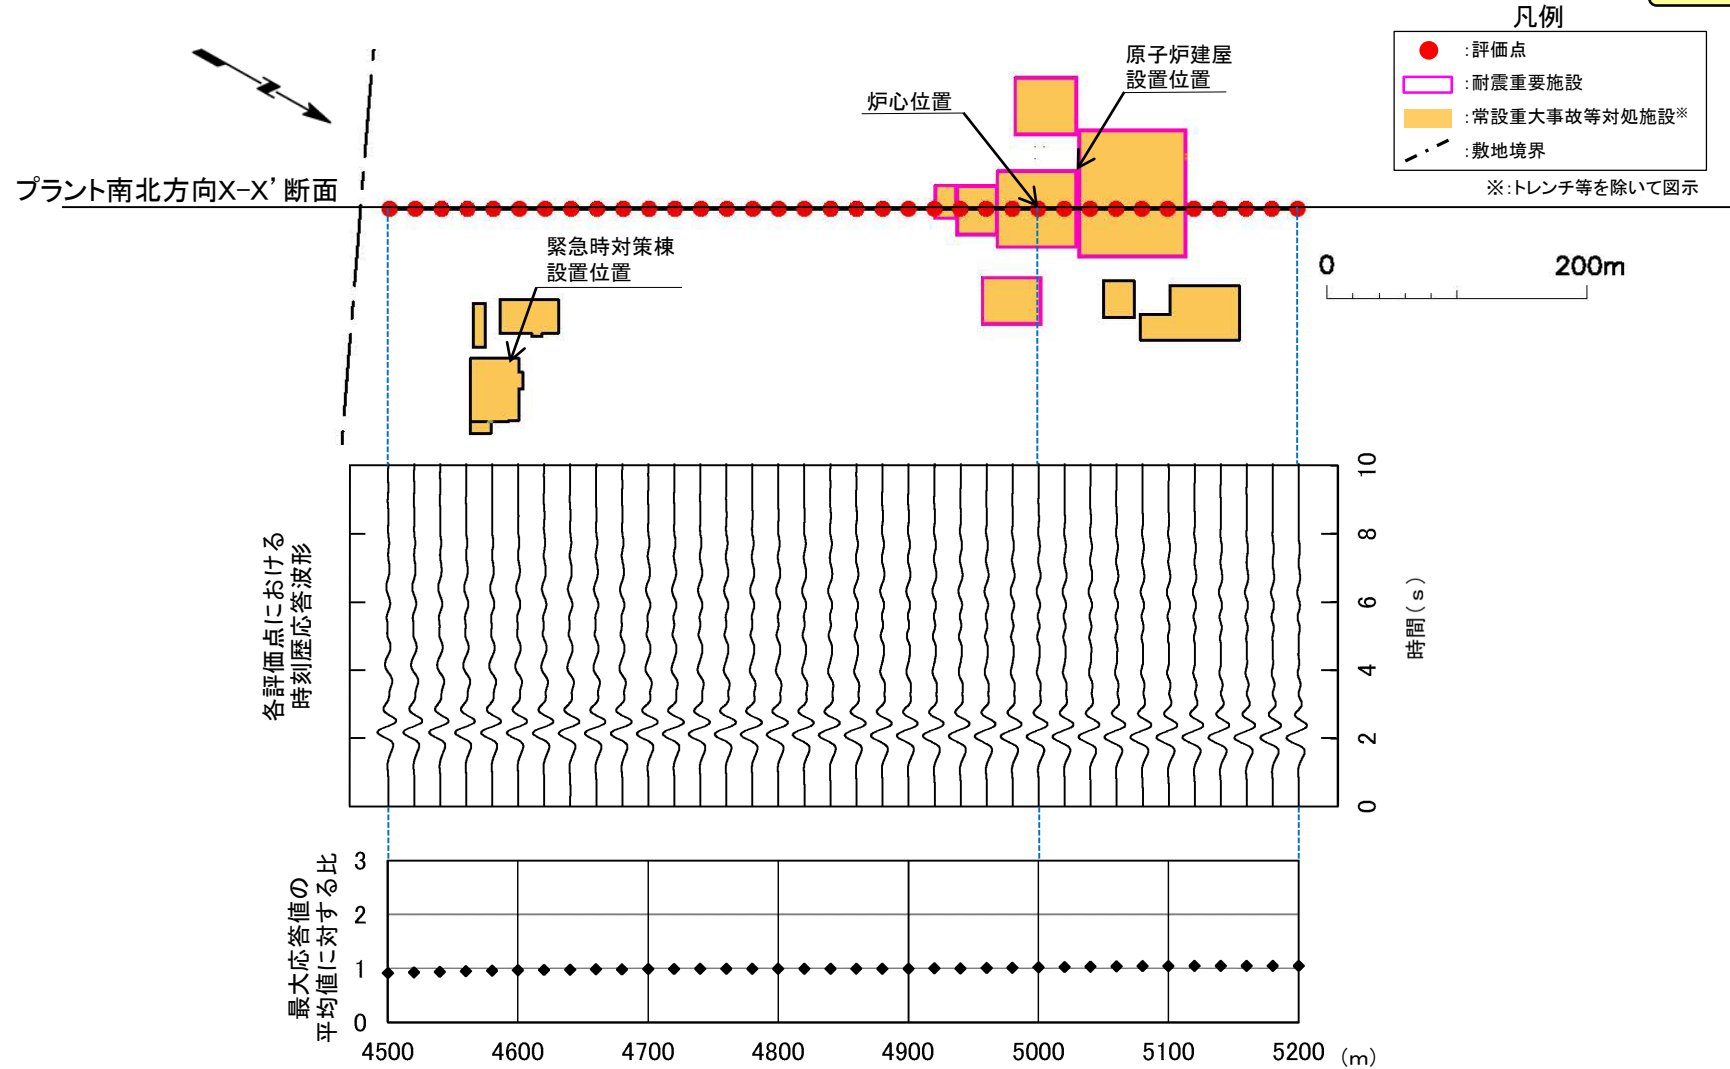 凡例
:評価点
:耐震重要施設
:常設重大事故等対処施設※
:敷地境界
※:トレンチ等を除いて図示
原子炉建屋
設置位置
炉心位置
プラント南北方向X-X’断面
緊急時対策棟
設置位置
0 200m
各評価点における
時刻歴応答波形
10
8
6
4
2
0
時間(s)
最大応答値の
平均値に対する比
3
2
1
0
4500 4600 4700 4800 4900 5000 5100 5200 (m)